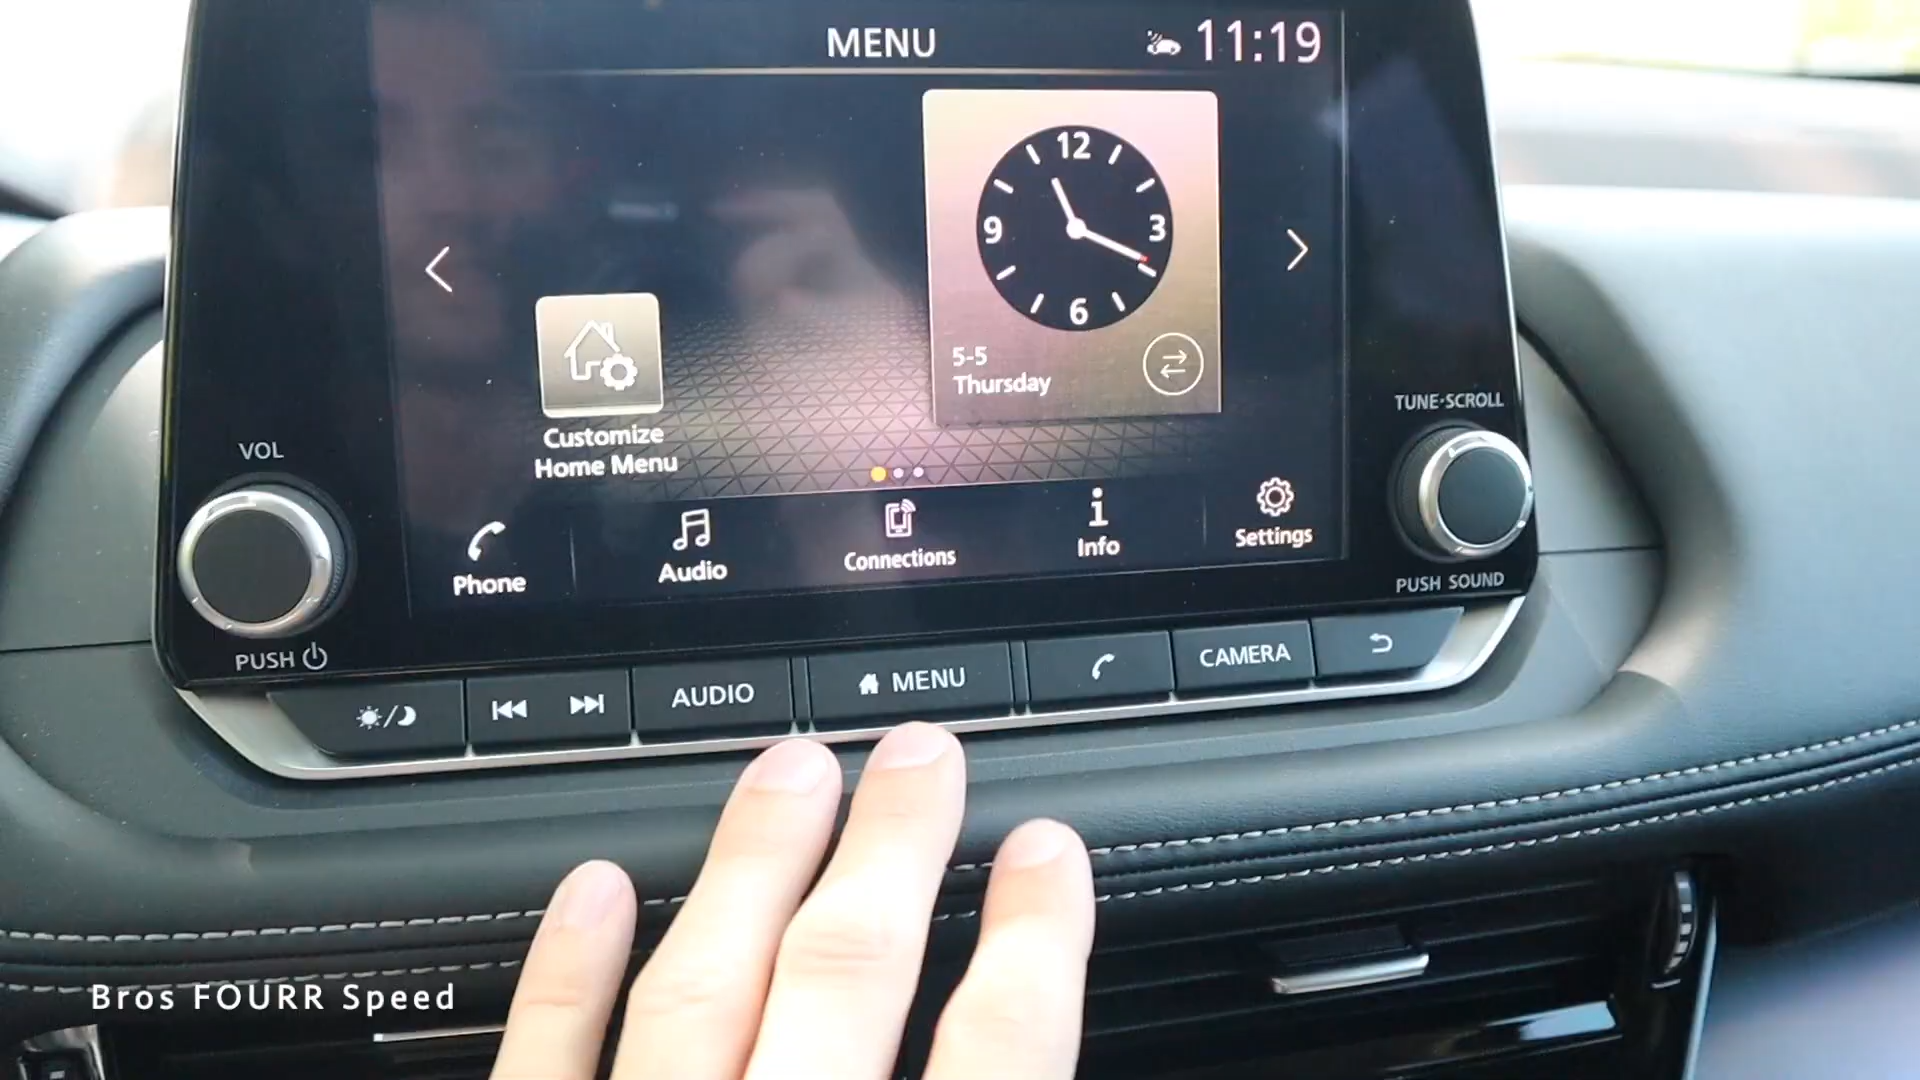 MENU
11:19
12
9
3
6
5-5
Thursday
Customize
Home Menu
Phone
Audio
Connections
Info
Settings
VOL
PUSH
TUNE·SCROLL
PUSH SOUND
AUDIO
MENU
CAMERA
Bros FOURR Speed